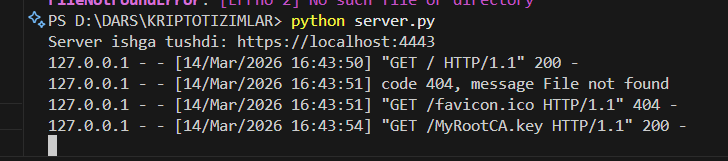 FileNotFoundError: [Errno 2] No such file or directory
PS D:\DARS\KRIPTOTIZIMLAR> python server.py
Server ishga tushdi: https://localhost:4443
127.0.0.1 - - [14/Mar/2026 16:43:50] "GET / HTTP/1.1" 200 -
127.0.0.1 - - [14/Mar/2026 16:43:51] code 404, message File not found
127.0.0.1 - - [14/Mar/2026 16:43:51] "GET /favicon.ico HTTP/1.1" 404 -
127.0.0.1 - - [14/Mar/2026 16:43:54] "GET /MyRootCA.key HTTP/1.1" 200 -